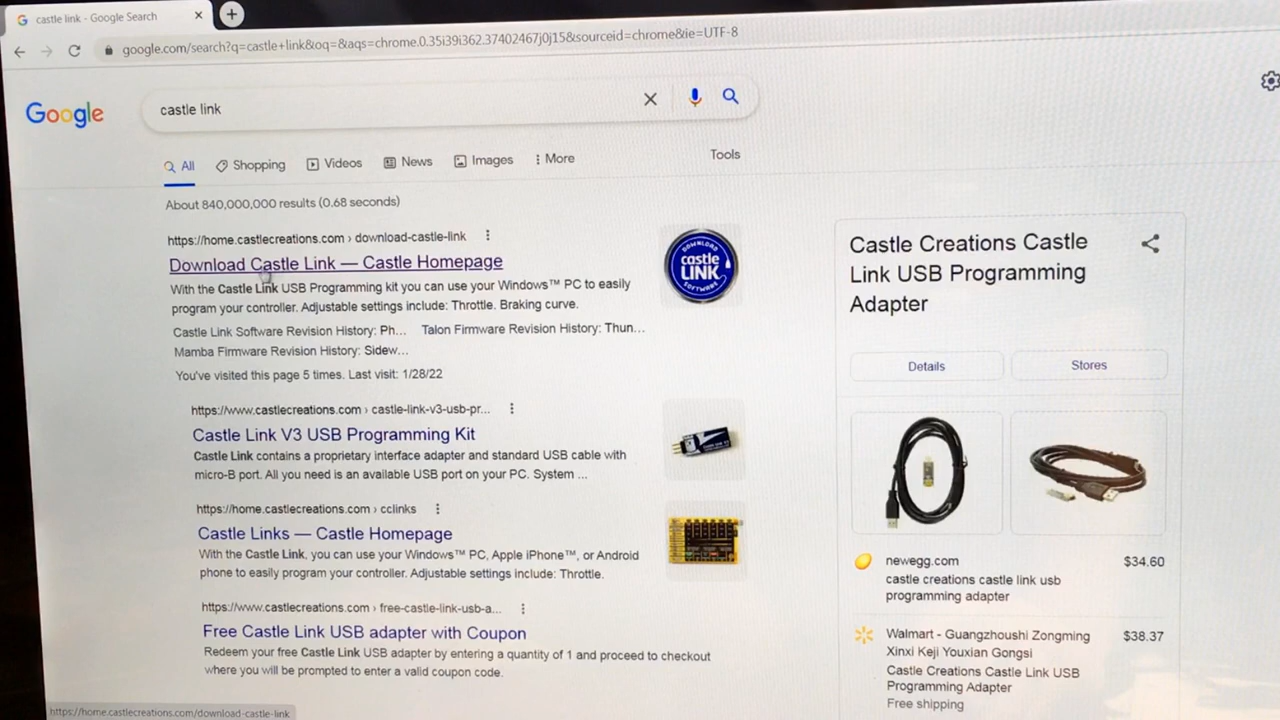 castle link - Google Search
google.com/search?q=castle+link&oq=&aqs=chrome.0.35i39i362.37402467j0j15&sourceid=chrome&ie=UTF-8
Google
castle link
All
Shopping
Videos
News
Images
More
Tools
About 840,000,000 results (0.68 seconds)
https://home.castlecreations.com › download-castle-link
Download Castle Link — Castle Homepage
With the Castle Link USB Programming kit you can use your Windows™ PC to easily
program your controller. Adjustable settings include: Throttle. Braking curve.
Castle Link Software Revision History: Ph... Talon Firmware Revision History: Thun...
Mamba Firmware Revision History: Sidew...
You've visited this page 5 times. Last visit: 1/28/22
DOWNLOAD
castle
LINK
SOFTWARE
https://www.castlecreations.com › castle-link-v3-usb-pr...
Castle Link V3 USB Programming Kit
Castle Link contains a proprietary interface adapter and standard USB cable with
micro-B port. All you need is an available USB port on your PC. System ...
https://home.castlecreations.com › cclinks
Castle Links — Castle Homepage
With the Castle Link, you can use your Windows™ PC, Apple iPhone™, or Android
phone to easily program your controller. Adjustable settings include: Throttle.
https://www.castlecreations.com › free-castle-link-usb-a...
Free Castle Link USB adapter with Coupon
Redeem your free Castle Link USB adapter by entering a quantity of 1 and proceed to checkout
where you will be prompted to enter a valid coupon code.
Castle Creations Castle
Link USB Programming
Adapter
Details
Stores
newegg.com $34.60
castle creations castle link usb
programming adapter
Walmart - Guangzhoushi Zongming $38.37
Xinxi Keji Youxian Gongsi
Castle Creations Castle Link USB
Programming Adapter
Free shipping
https://home.castlecreations.com/download-castle-link